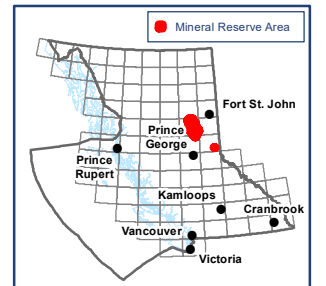 Mineral Reserve Area
Fort St. John
Prince
George
Prince
Rupert
Kamloops
Cranbrook
Vancouver
Victoria